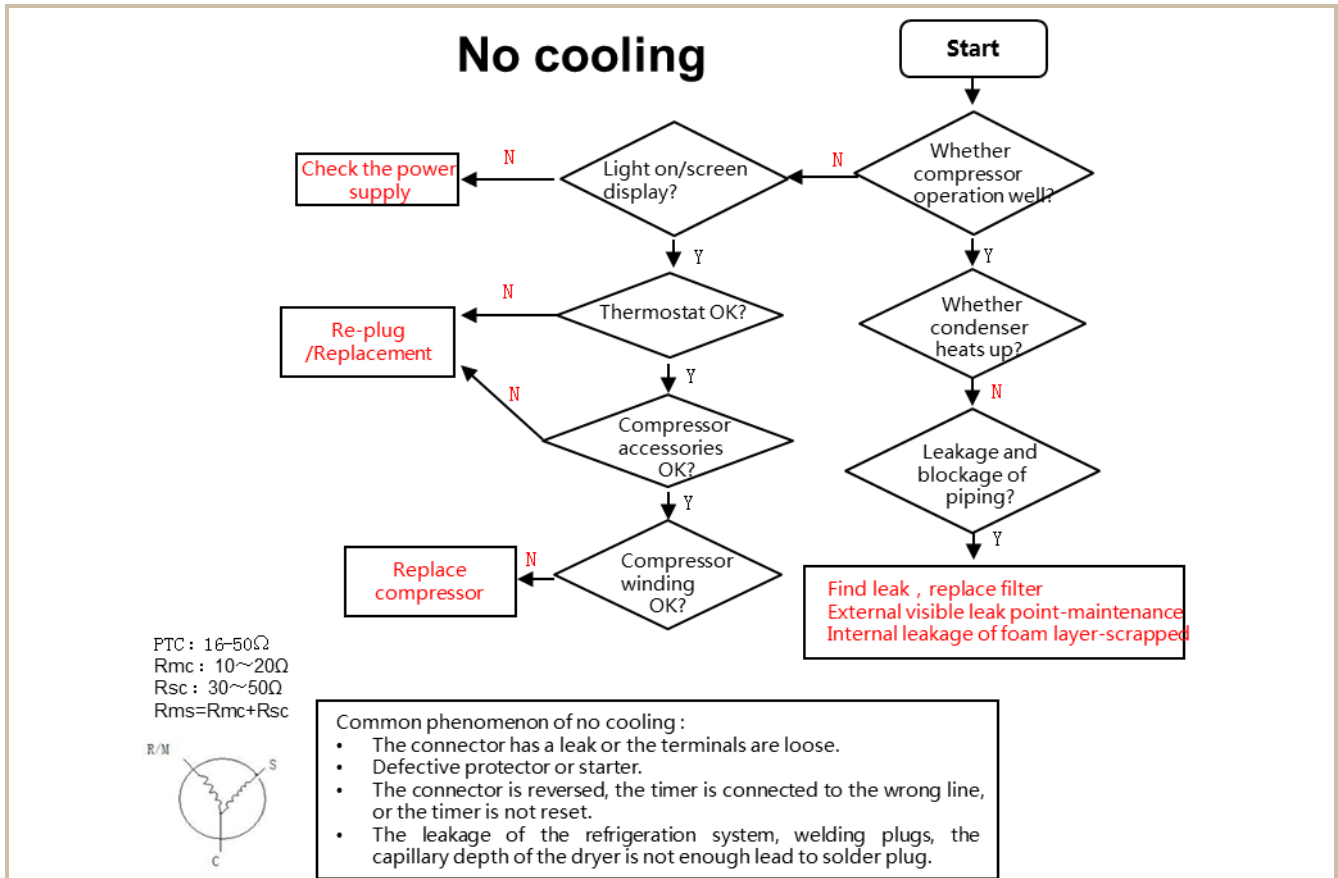 No cooling
Start
Whether
compressor
operation well?
N
Light on/screen
display?
N
Check the power
supply
Y
Y
Thermostat OK?
N
Re-plug
/Replacement
Whether
condenser
heats up?
Y
N
Compressor
accessories
OK?
N
Leakage and
blockage of
piping?
Y
Y
Compressor
winding
OK?
N
Replace
compressor
Find leak , replace filter
External visible leak point-maintenance
Internal leakage of foam layer-scrapped
PTC: 16-50Ω
Rmc : 10～20Ω
Rsc : 30～50Ω
Rms=Rmc+Rsc
R/M
S
C
Common phenomenon of no cooling :
• The connector has a leak or the terminals are loose.
• Defective protector or starter.
• The connector is reversed, the timer is connected to the wrong line,
or the timer is not reset.
• The leakage of the refrigeration system, welding plugs, the
capillary depth of the dryer is not enough lead to solder plug.